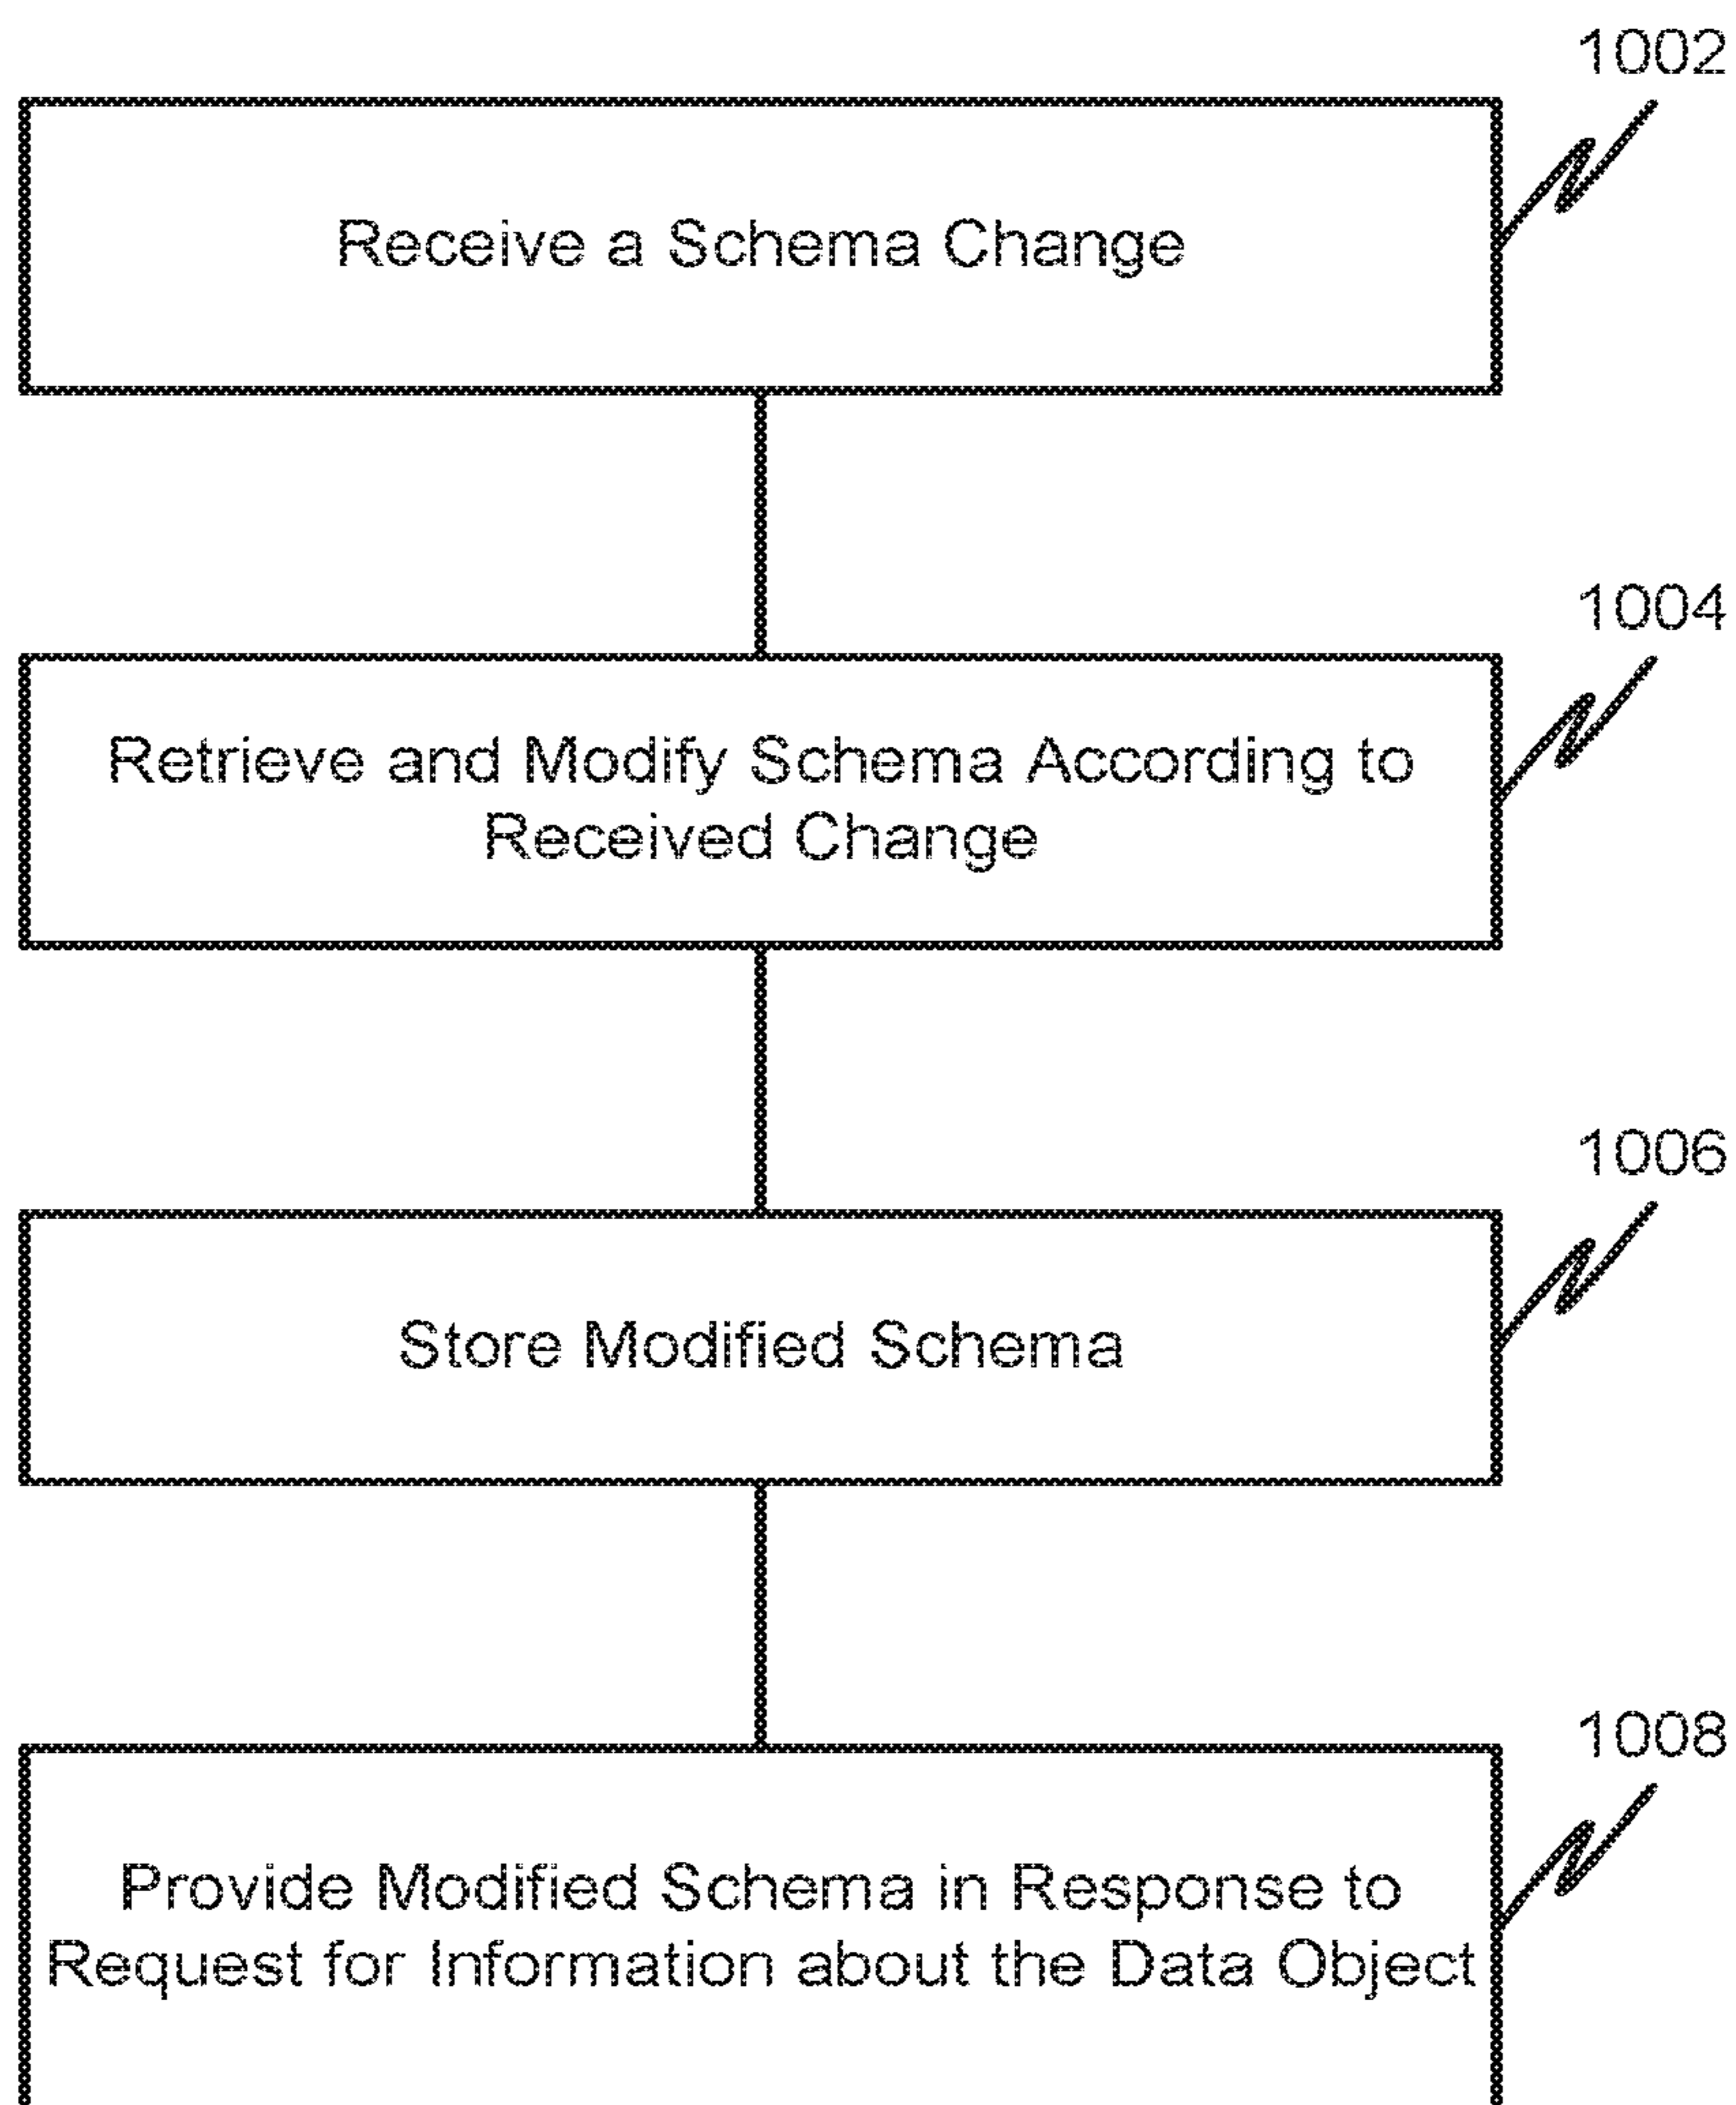 1002
Receive a Schema Change
1004
Retrieve and Modify Schema According to
Received Change
1006
Store Modified Schema
1008
Provide Modified Schema in Response to
Request for Information about the Data Object